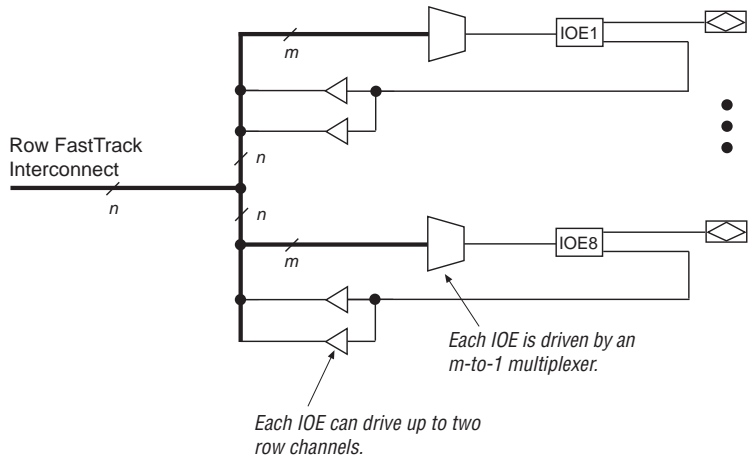 m
IOE1
Row FastTrack
Interconnect
n
n
n
m
IOE8
Each IOE is driven by an
m-to-1 multiplexer.
Each IOE can drive up to two
row channels.